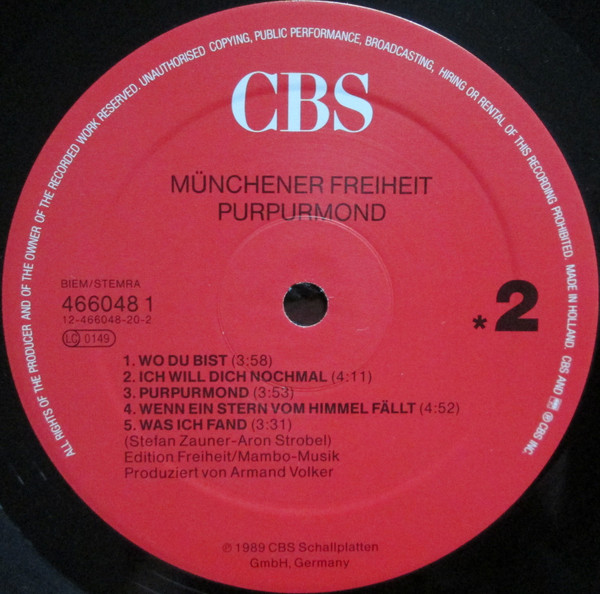 ALL RIGHTS OF THE PRODUCER AND OF THE OWNER OF THE RECORDED WORK RESERVED. UNAUTHORISED COPYING, PUBLIC PERFORMANCE, BROADCASTING, HIRING OR RENTAL OF THIS RECORDING PROHIBITED. MADE IN HOLLAND. CBS AND ℗ CBS INC.
CBS
MÜNCHENER FREIHEIT
PURPURMOND
BIEM/STEMRA
466048 1
12-466048-20-2
LC 0149
*2
1. WO DU BIST (3:58)
2. ICH WILL DICH NOCHMAL (4:11)
3. PURPURMOND (3:53)
4. WENN EIN STERN VOM HIMMEL FÄLLT (4:52)
5. WAS ICH FAND (3:31)
(Stefan Zauner-Aron Strobel)
Edition Freiheit/Mambo-Musik
Produziert von Armand Volker
℗ 1989 CBS Schallplatten
GmbH, Germany